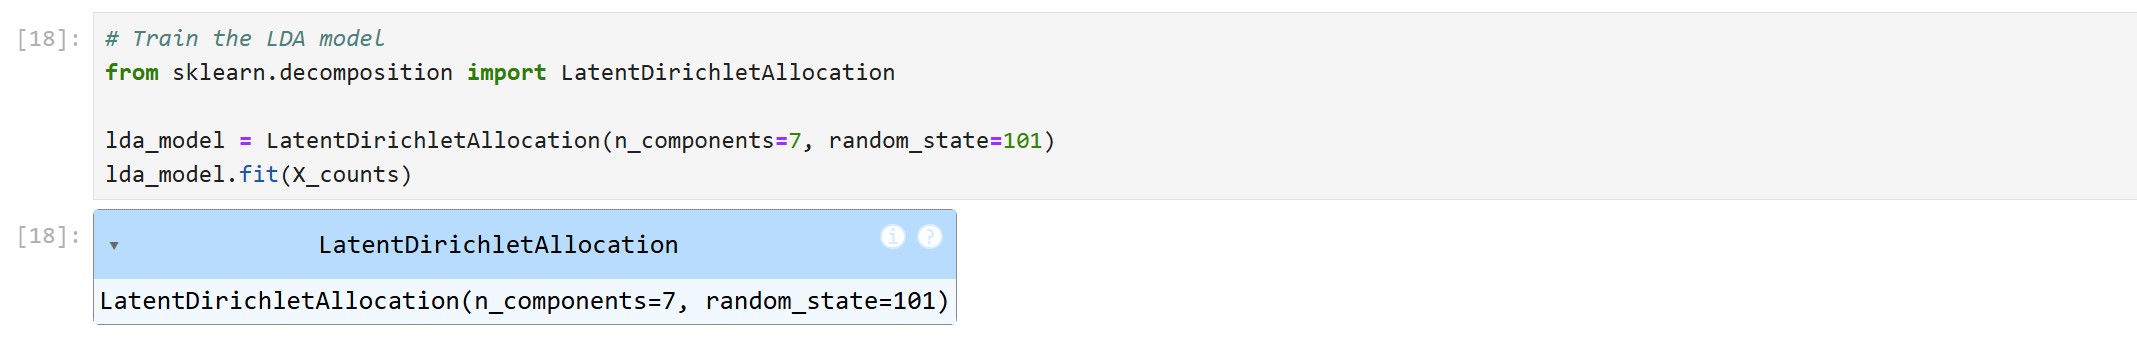 [18]: # Train the LDA model
from sklearn.decomposition import LatentDirichletAllocation
lda_model = LatentDirichletAllocation(n_components=7, random_state=101)
lda_model.fit(X_counts)
[18]: ▾ LatentDirichletAllocation i ?
LatentDirichletAllocation(n_components=7, random_state=101)